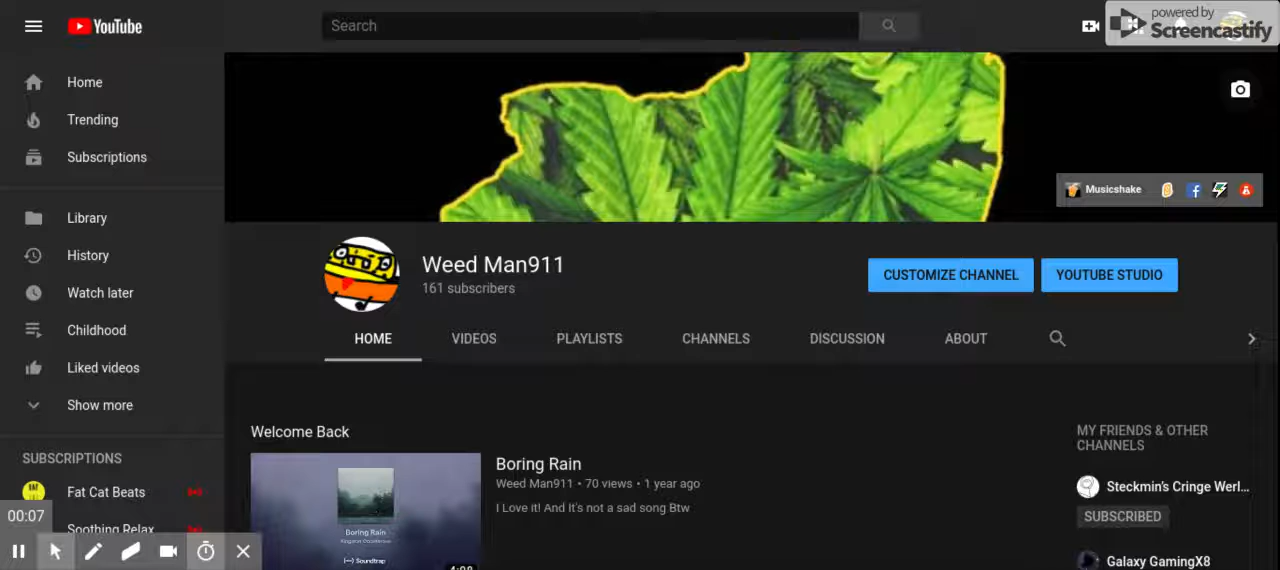 YouTube
Search
powered by
Screencastify
Home
Trending
Subscriptions
Library
History
Watch later
Childhood
Liked videos
Show more
SUBSCRIPTIONS
Fat Cat Beats
Soothing Relax
00:07
Musicshake
Weed Man911
161 subscribers
CUSTOMIZE CHANNEL
YOUTUBE STUDIO
HOME VIDEOS PLAYLISTS CHANNELS DISCUSSION ABOUT
Welcome Back
Boring Rain
Soundtrap
Boring Rain
Weed Man911 • 70 views • 1 year ago
I Love it! And It's not a sad song Btw
MY FRIENDS & OTHER
CHANNELS
Steckmin's Cringe Werl...
SUBSCRIBED
Galaxy GamingX8